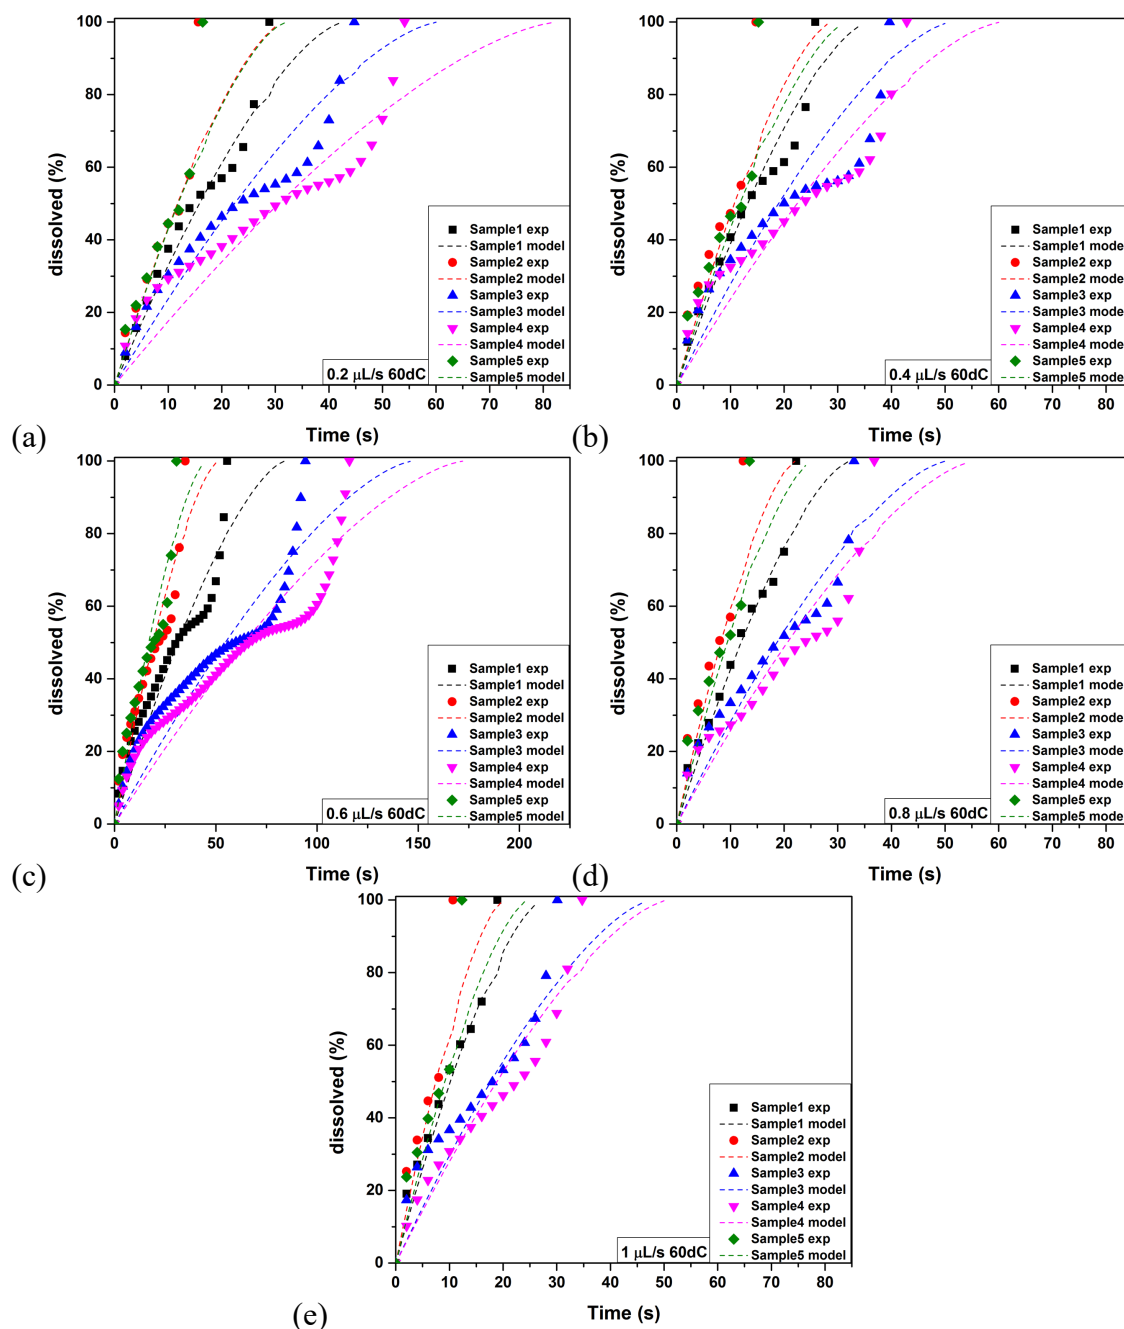 100
80
60
40
20
0
dissolved (%)
Sample1 exp
Sample1 model
Sample2 exp
Sample2 model
Sample3 exp
Sample3 model
Sample4 exp
Sample4 model
Sample5 exp
Sample5 model
0.2 μL/s 60dC
0 10 20 30 40 50 60 70 80
Time (s)
(a)
100
80
60
40
20
0
dissolved (%)
Sample1 exp
Sample1 model
Sample2 exp
Sample2 model
Sample3 exp
Sample3 model
Sample4 exp
Sample4 model
Sample5 exp
Sample5 model
0.4 μL/s 60dC
0 10 20 30 40 50 60 70 80
Time (s)
(b)
100
80
60
40
20
0
dissolved (%)
Sample1 exp
Sample1 model
Sample2 exp
Sample2 model
Sample3 exp
Sample3 model
Sample4 exp
Sample4 model
Sample5 exp
Sample5 model
0.6 μL/s 60dC
0 50 100 150 200
Time (s)
(c)
100
80
60
40
20
0
dissolved (%)
Sample1 exp
Sample1 model
Sample2 exp
Sample2 model
Sample3 exp
Sample3 model
Sample4 exp
Sample4 model
Sample5 exp
Sample5 model
0.8 μL/s 60dC
0 10 20 30 40 50 60 70 80
Time (s)
(d)
100
80
60
40
20
0
dissolved (%)
Sample1 exp
Sample1 model
Sample2 exp
Sample2 model
Sample3 exp
Sample3 model
Sample4 exp
Sample4 model
Sample5 exp
Sample5 model
1 μL/s 60dC
0 10 20 30 40 50 60 70 80
Time (s)
(e)